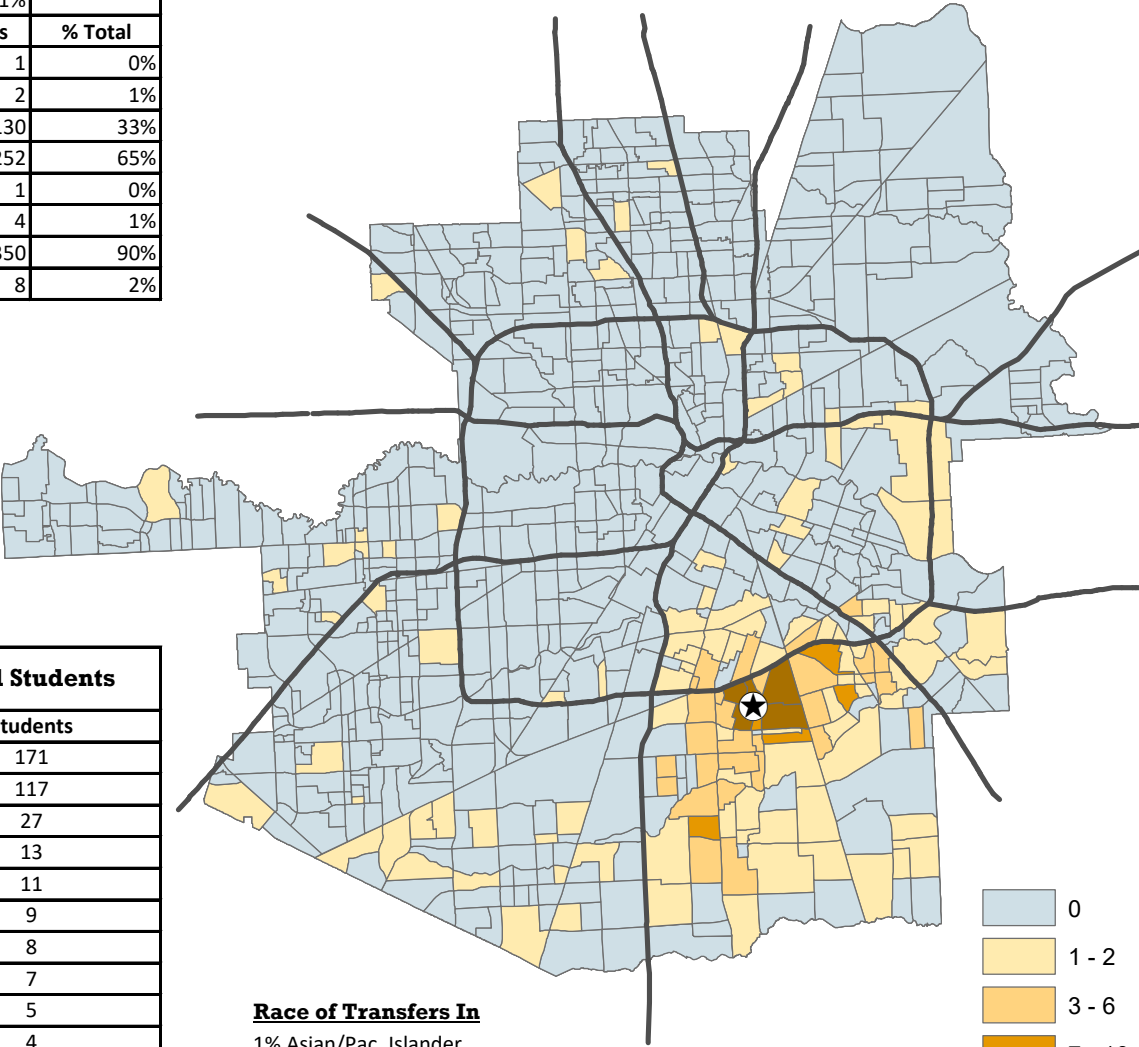 1%
s % Total
1 0%
2 1%
130 33%
252 65%
1 0%
4 1%
350 90%
8 2%
Students
tudents
171
117
27
13
11
9
8
7
5
4
0
1 - 2
3 - 6
Race of Transfers In
1% Asian/Pac. Islander